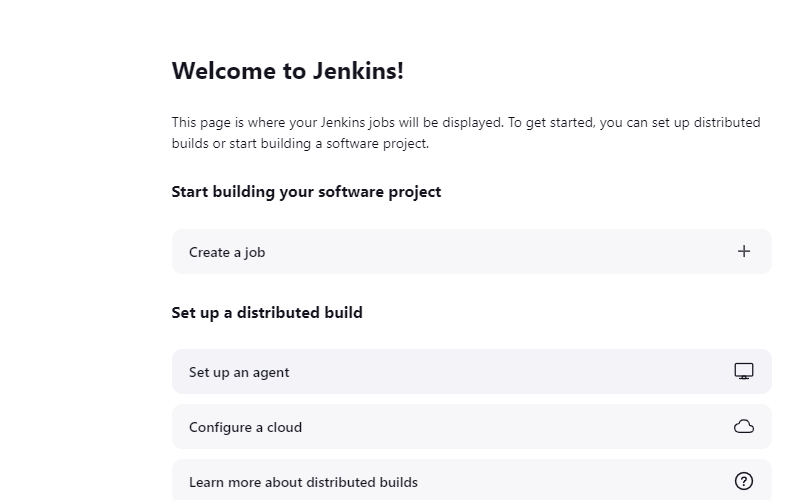 Welcome to Jenkins!
This page is where your Jenkins jobs will be displayed. To get started, you can set up distributed
builds or start building a software project.
Start building your software project
Create a job
Set up a distributed build
Set up an agent
Configure a cloud
Learn more about distributed builds